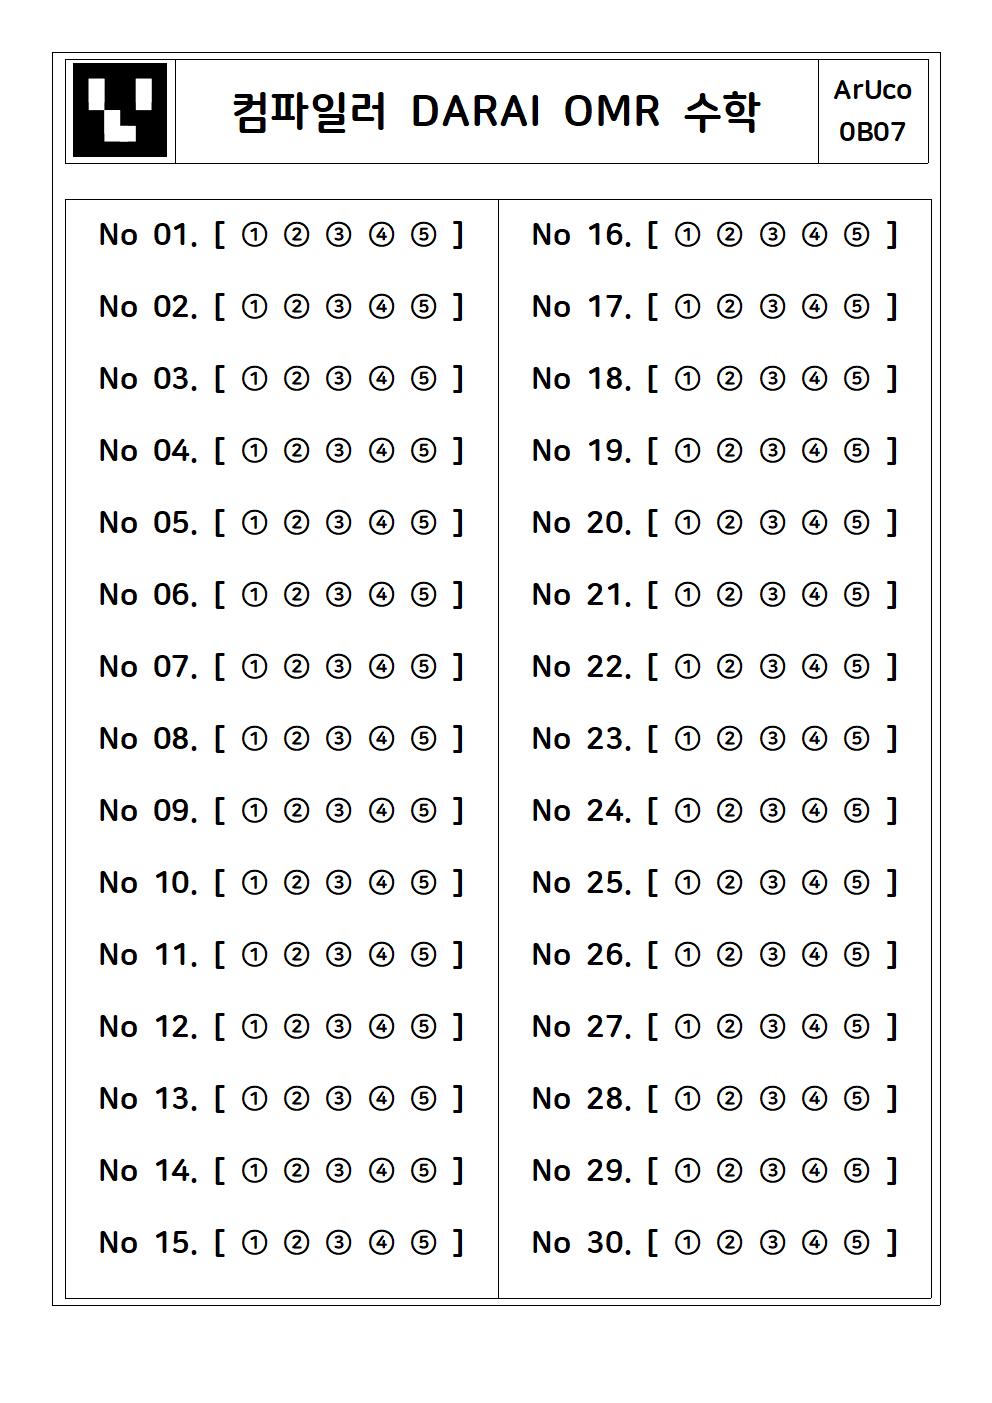 컴파일러 DARAI OMR 수학
ArUco
0B07
No 01. [ ① ② ③ ④ ⑤ ]
No 02. [ ① ② ③ ④ ⑤ ]
No 03. [ ① ② ③ ④ ⑤ ]
No 04. [ ① ② ③ ④ ⑤ ]
No 05. [ ① ② ③ ④ ⑤ ]
No 06. [ ① ② ③ ④ ⑤ ]
No 07. [ ① ② ③ ④ ⑤ ]
No 08. [ ① ② ③ ④ ⑤ ]
No 09. [ ① ② ③ ④ ⑤ ]
No 10. [ ① ② ③ ④ ⑤ ]
No 11. [ ① ② ③ ④ ⑤ ]
No 12. [ ① ② ③ ④ ⑤ ]
No 13. [ ① ② ③ ④ ⑤ ]
No 14. [ ① ② ③ ④ ⑤ ]
No 15. [ ① ② ③ ④ ⑤ ]
No 16. [ ① ② ③ ④ ⑤ ]
No 17. [ ① ② ③ ④ ⑤ ]
No 18. [ ① ② ③ ④ ⑤ ]
No 19. [ ① ② ③ ④ ⑤ ]
No 20. [ ① ② ③ ④ ⑤ ]
No 21. [ ① ② ③ ④ ⑤ ]
No 22. [ ① ② ③ ④ ⑤ ]
No 23. [ ① ② ③ ④ ⑤ ]
No 24. [ ① ② ③ ④ ⑤ ]
No 25. [ ① ② ③ ④ ⑤ ]
No 26. [ ① ② ③ ④ ⑤ ]
No 27. [ ① ② ③ ④ ⑤ ]
No 28. [ ① ② ③ ④ ⑤ ]
No 29. [ ① ② ③ ④ ⑤ ]
No 30. [ ① ② ③ ④ ⑤ ]